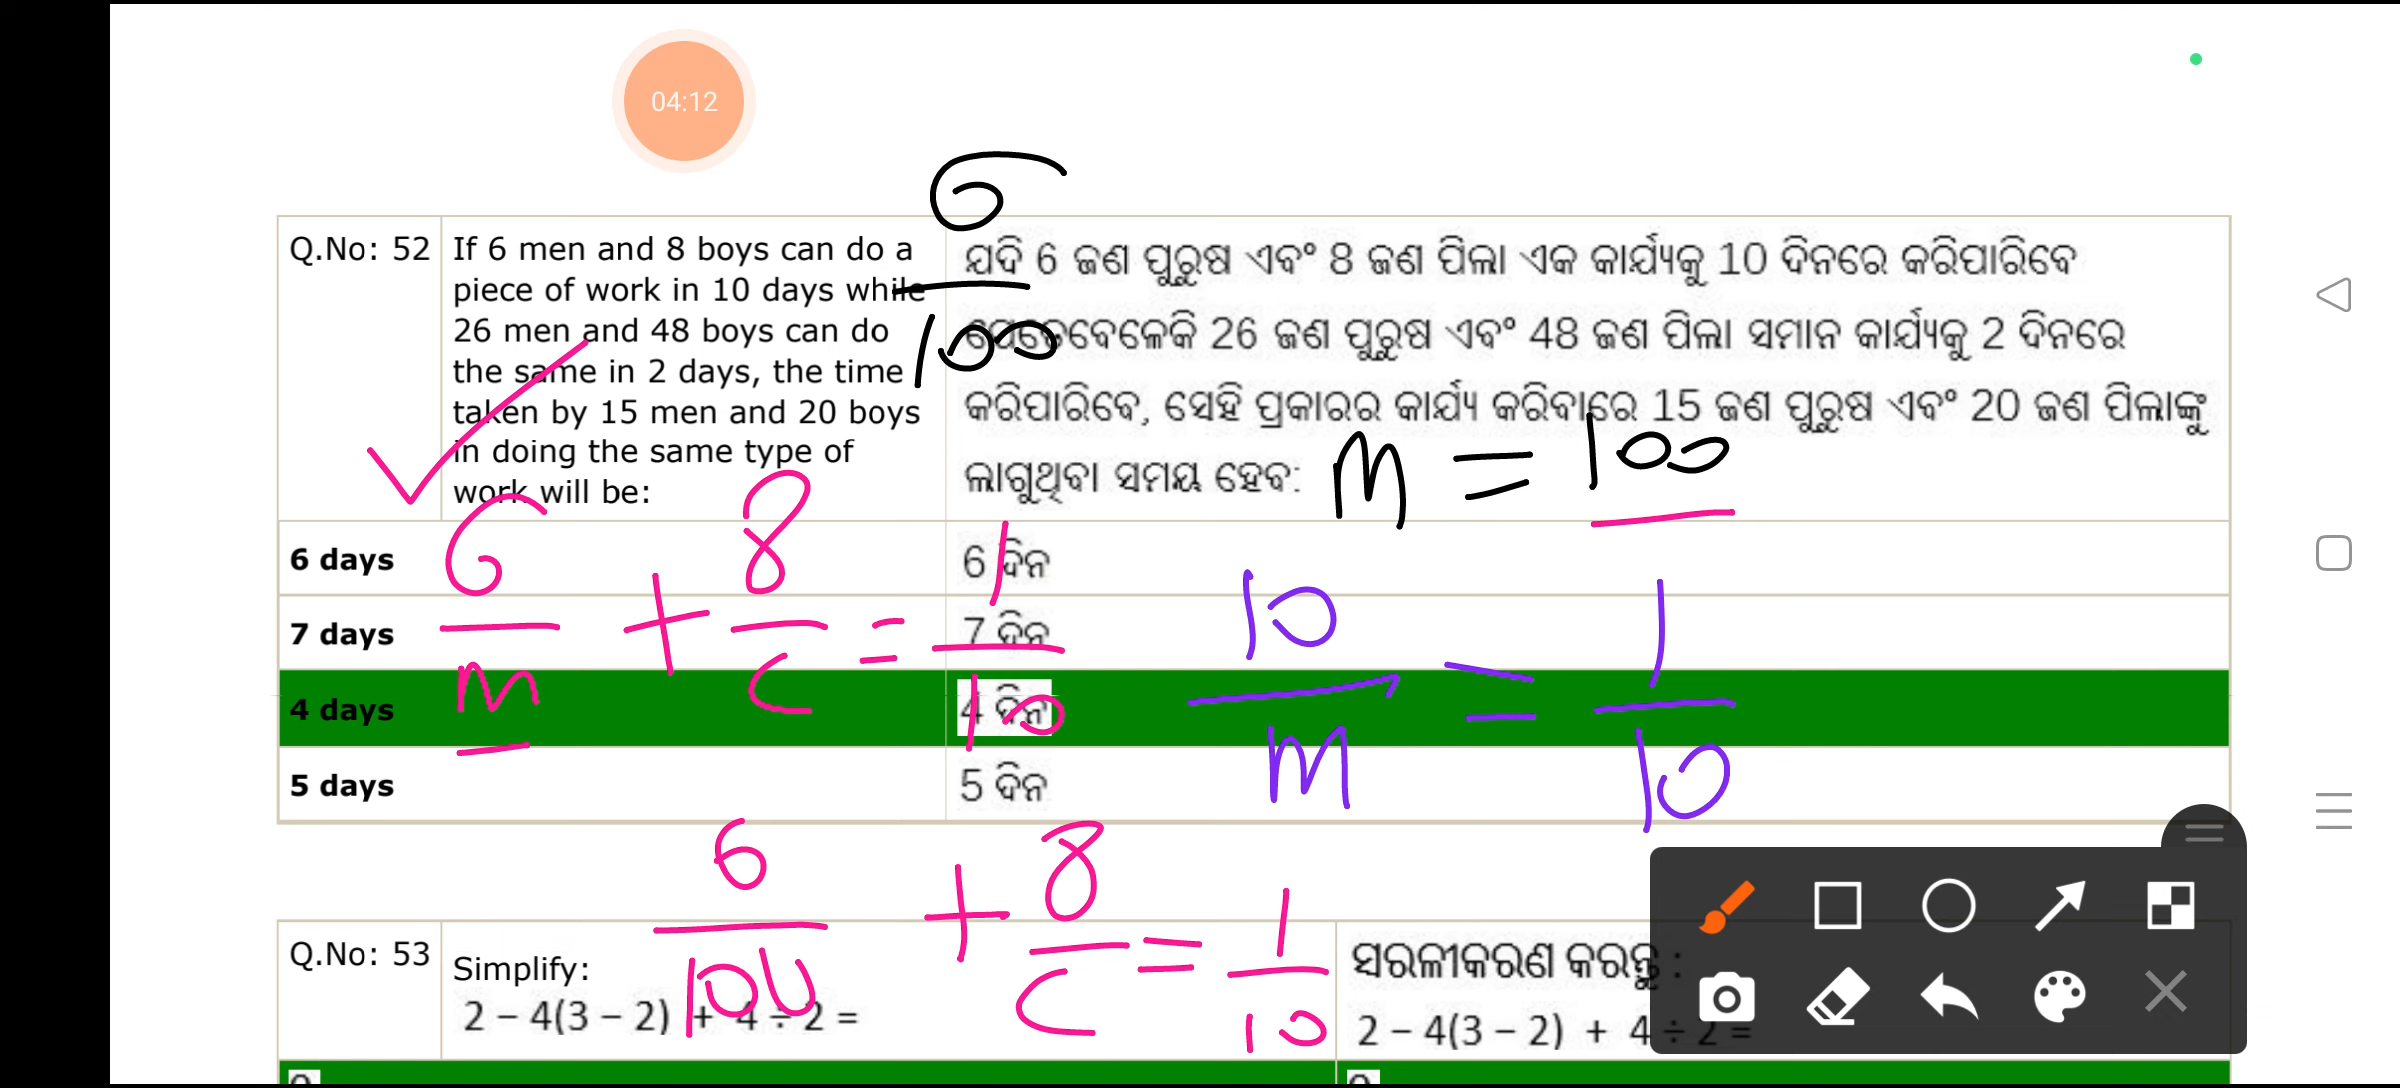 04:12
6
Q.No: 52
If 6 men and 8 boys can do a
piece of work in 10 days while
26 men and 48 boys can do
the same in 2 days, the time
taken by 15 men and 20 boys
in doing the same type of
work will be:
ଯଦି 6 ଜଣ ପୁରୁଷ ଏବଂ 8 ଜଣ ପିଲା ଏକ କାର୍ଯ୍ୟକୁ 10 ଦିନରେ କରିପାରିବେ
ଯେତେବେଳେକି 26 ଜଣ ପୁରୁଷ ଏବଂ 48 ଜଣ ପିଲା ସମାନ କାର୍ଯ୍ୟକୁ 2 ଦିନରେ
କରିପାରିବେ, ସେହି ପ୍ରକାରର କାର୍ଯ୍ୟ କରିବାରେ 15 ଜଣ ପୁରୁଷ ଏବଂ 20 ଜଣ ପିଲାଙ୍କୁ
ଲାଗୁଥିବା ସମୟ ହେବ:
100
m = 100
6 days
6 ଦିନ
7 days
7 ଦିନ
4 days
4 ଦିନ
5 days
5 ଦିନ
6/m + 8/c = 1/10
10/m = 1/10
6/100 + 8/c = 1/10
Q.No: 53
Simplify:
2 – 4(3 – 2) + 4 ÷ 2 =
ସରଳୀକରଣ କରନ୍ତୁ :
2 – 4(3 – 2) + 4 ÷ 2 =